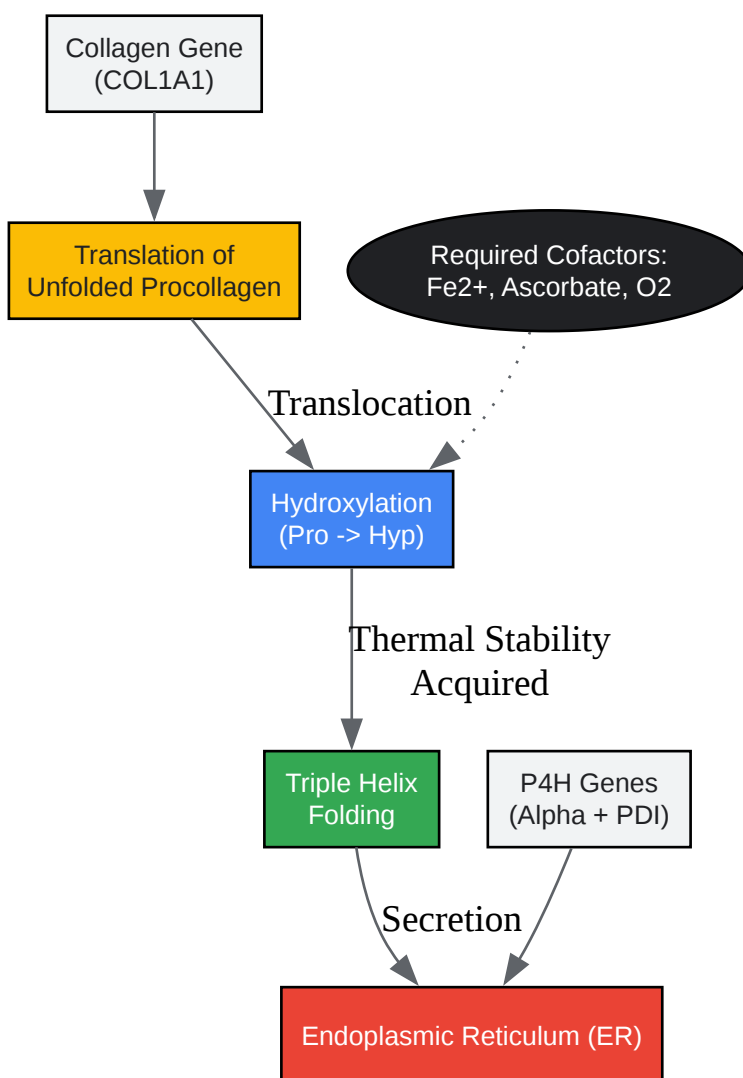 Collagen Gene
(COL1A1)
Translation of
Unfolded Procollagen
Required Cofactors:
Fe2+, Ascorbate, O2
Translocation
Hydroxylation
(Pro -> Hyp)
Thermal Stability
Acquired
Triple Helix
Folding
P4H Genes
(Alpha + PDI)
Secretion
Endoplasmic Reticulum (ER)